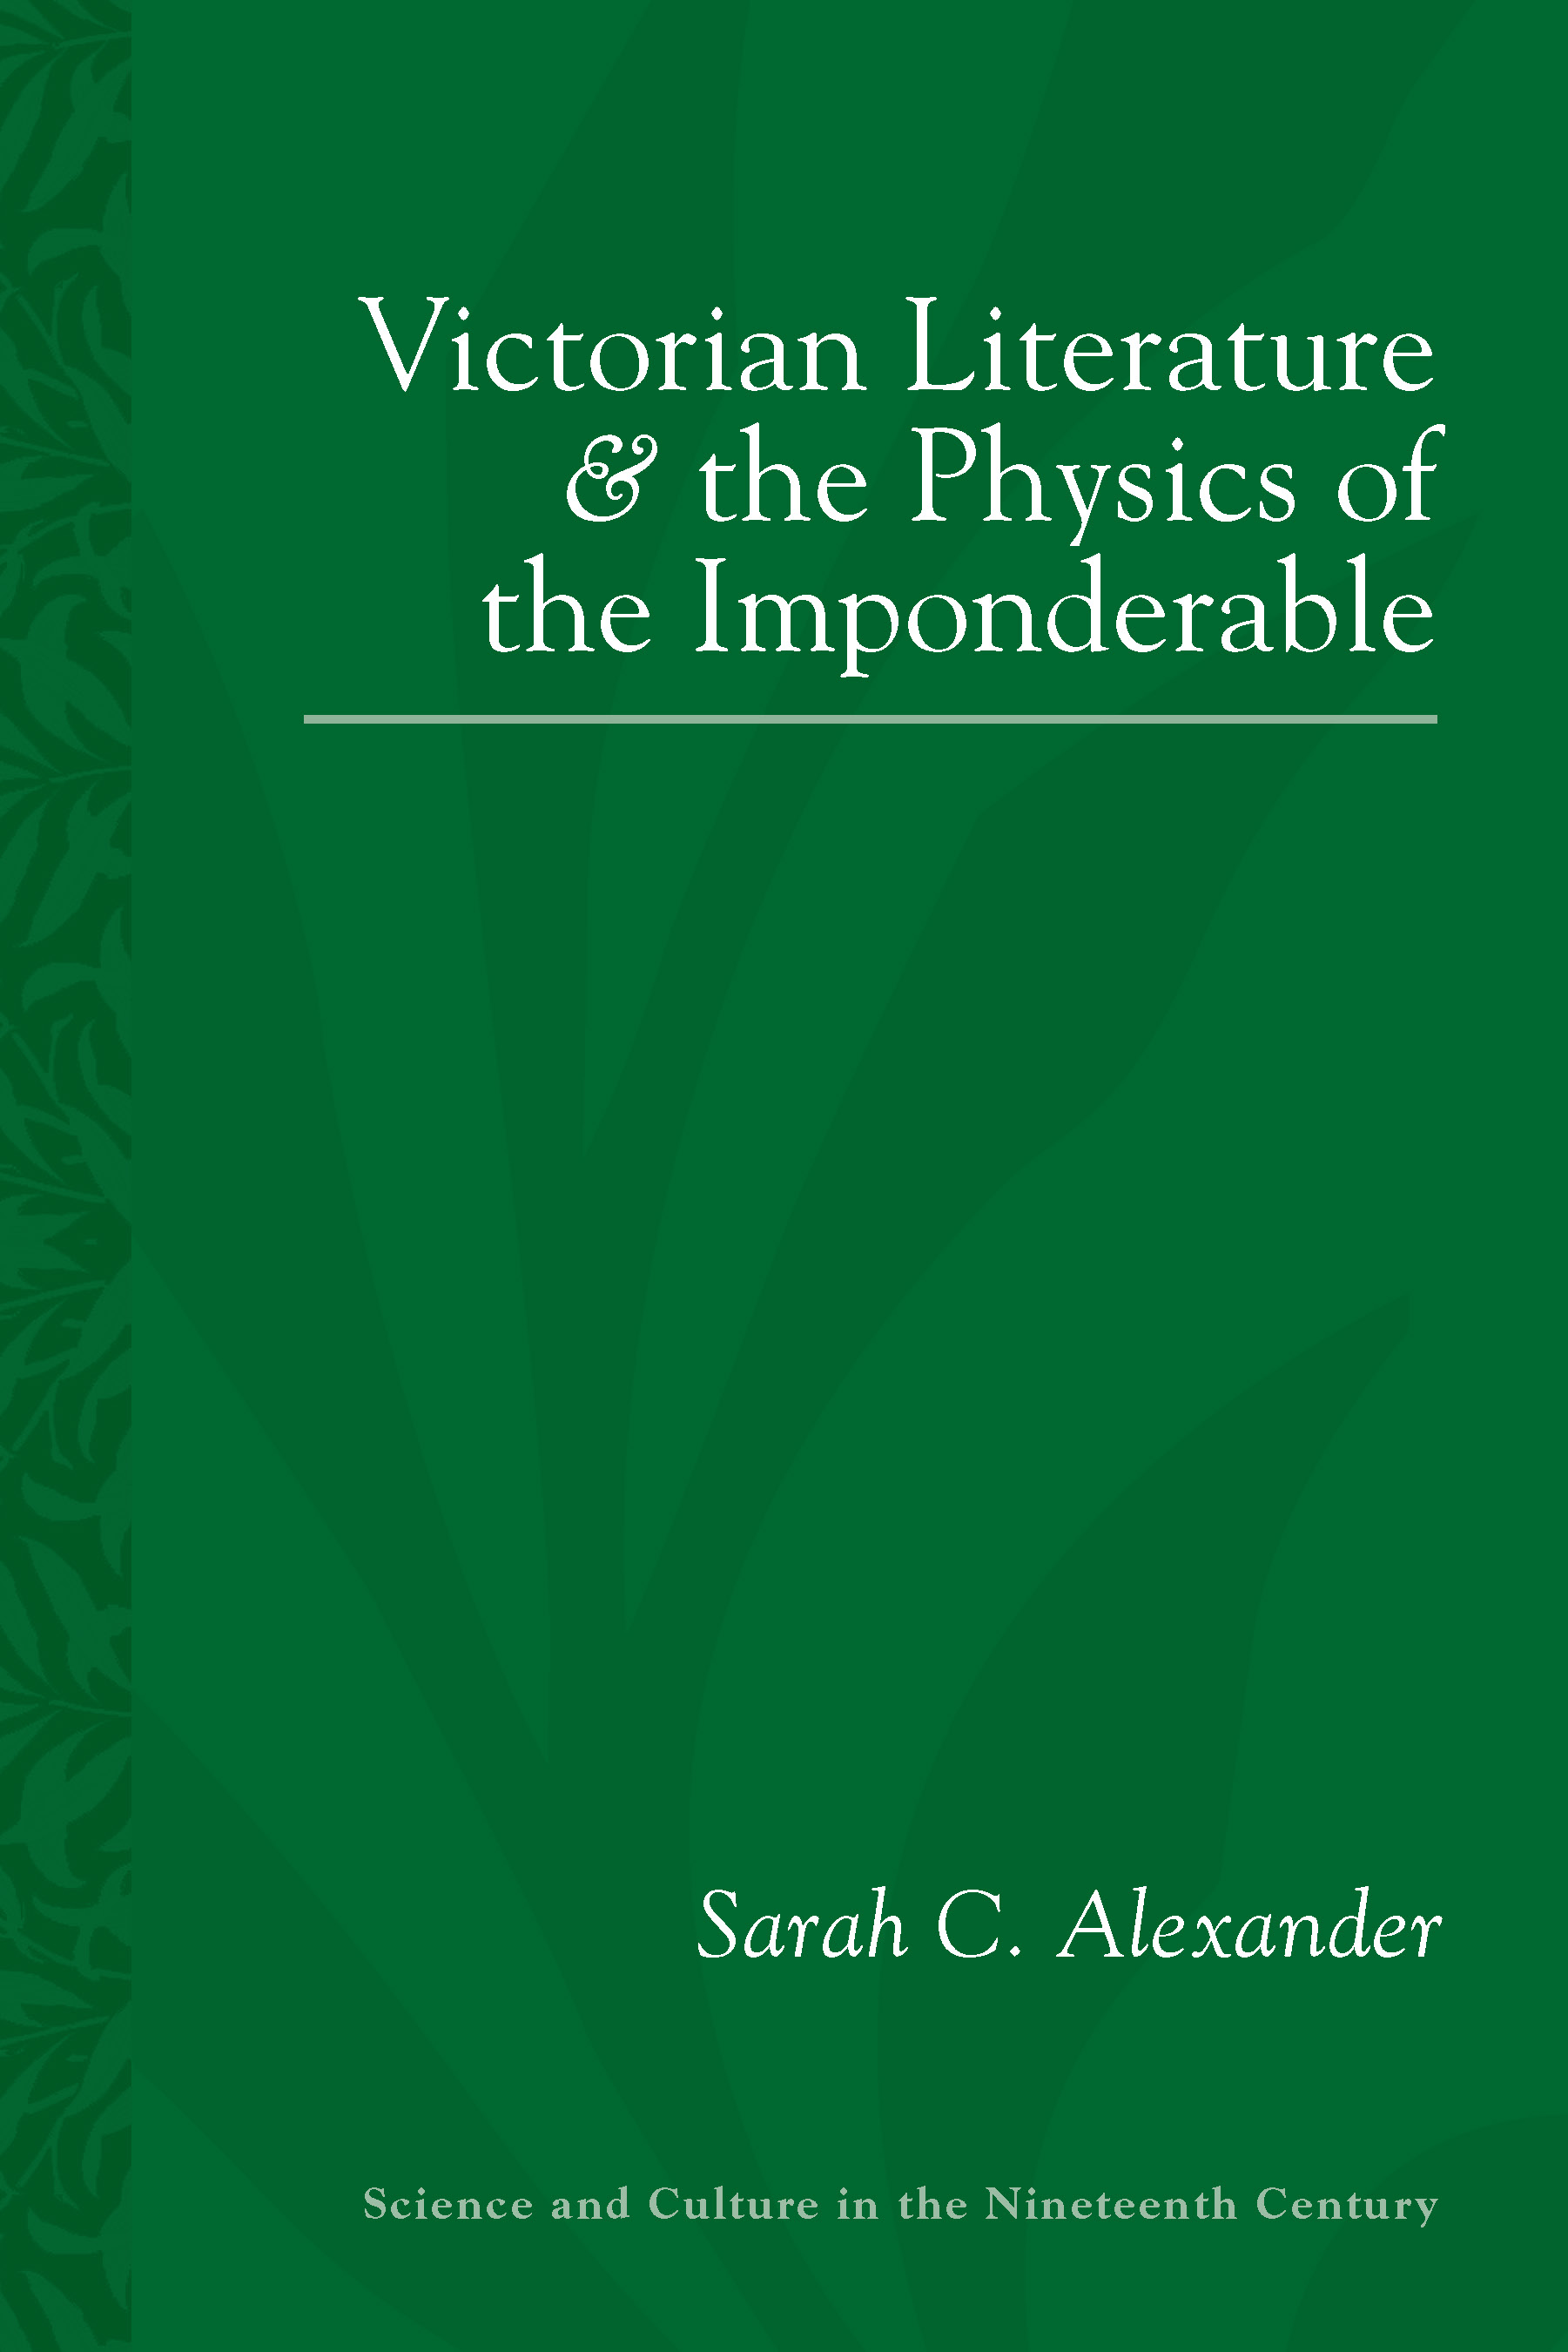 Victorian Literature
& the Physics of
the Imponderable
Sarah C. Alexander
Science and Culture in the Nineteenth Century